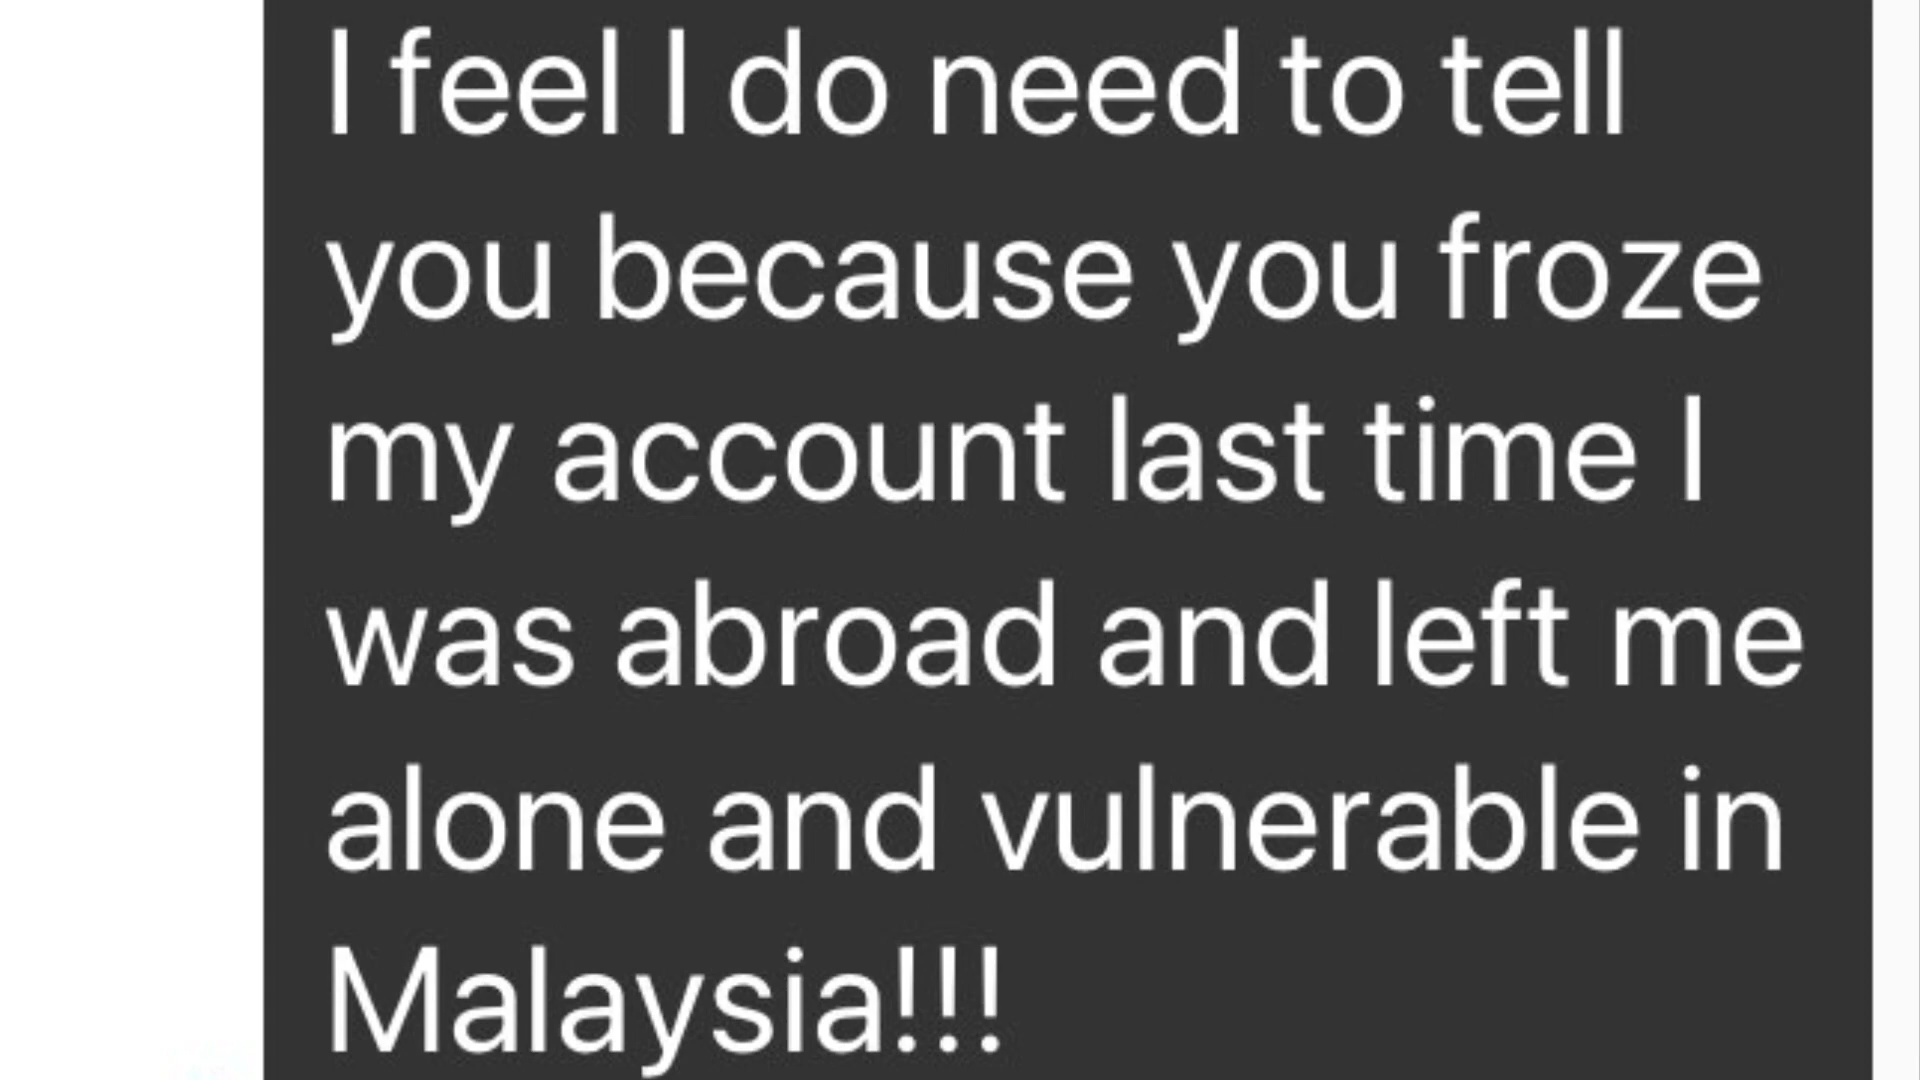 I feel I do need to tell
you because you froze
my account last time I
was abroad and left me
alone and vulnerable in
Malaysia!!!